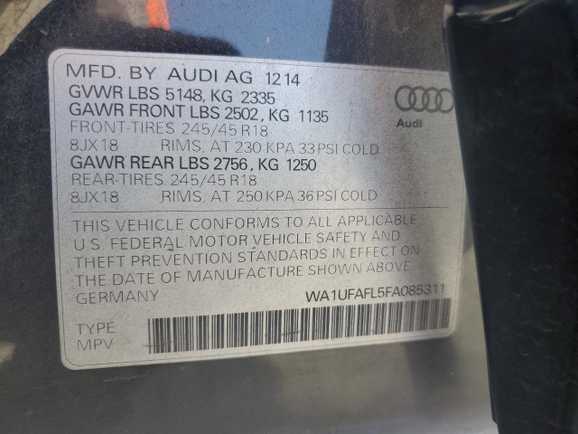 MFD. BY AUDI AG 12 14
GVWR LBS 5148, KG 2335
GAWR FRONT LBS 2502, KG 1135
FRONT-TIRES 245/45 R18
8JX18 RIMS, AT 230 KPA 33 PSI COLD
GAWR REAR LBS 2756, KG 1250
REAR-TIRES 245/45 R18
8JX18 RIMS, AT 250 KPA 36 PSI COLD
Audi
THIS VEHICLE CONFORMS TO ALL APPLICABLE
U.S. FEDERAL MOTOR VEHICLE SAFETY AND
THEFT PREVENTION STANDARDS IN EFFECT ON
THE DATE OF MANUFACTURE SHOWN ABOVE.
GERMANY WA1UFAFL5FA085311
TYPE
MPV